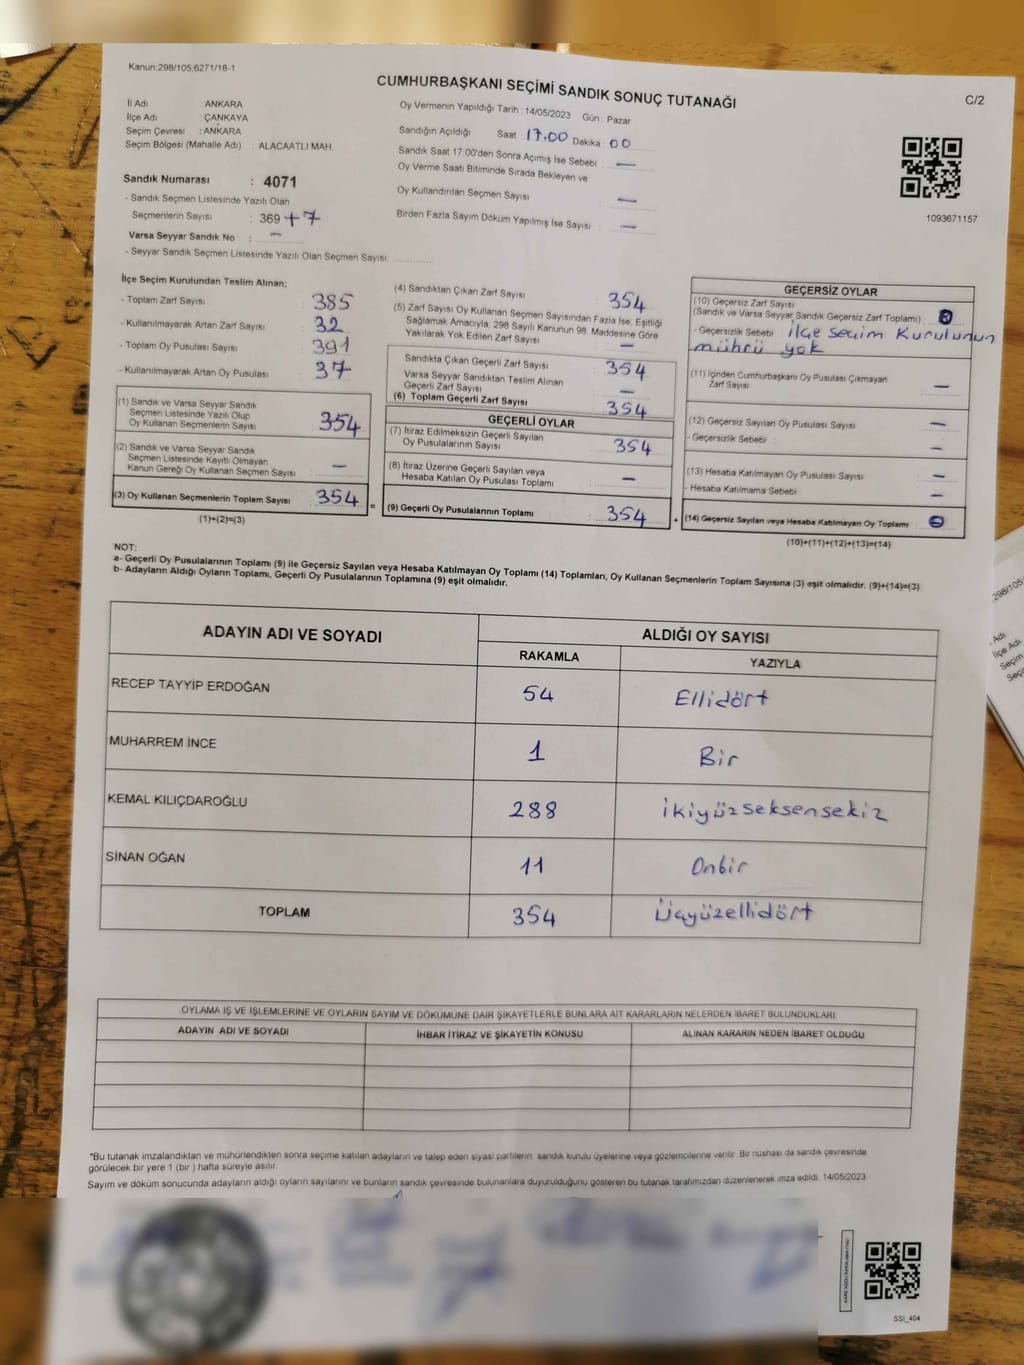 Kanun:298/105;6271/18-1
CUMHURBAŞKANI SEÇİMİ SANDIK SONUÇ TUTANAĞI
C/2
İl Adı : ANKARA
İlçe Adı : ÇANKAYA
Seçim Çevresi : ANKARA
Seçim Bölgesi (Mahalle Adı) : ALACAATLI MAH.
Sandık Numarası : 4071
- Sandık Seçmen Listesinde Yazılı Olan
Seçmenlerin Sayısı : 369 +7
Varsa Seyyar Sandık No : –
- Seyyar Sandık Seçmen Listesinde Yazılı Olan Seçmen Sayısı:
Oy Vermenin Yapıldığı Tarih : 14/05/2023 Gün : Pazar
Sandığın Açıldığı Saat : 17.00 Dakika : 00
Sandık Saat 17:00'den Sonra Açımış İse Sebebi : –
Oy Verme Saati Bitiminde Sırada Bekleyen ve
Oy Kullandırılan Seçmen Sayısı –
Birden Fazla Sayım Döküm Yapılmış İse Sayısı : –
1093671157
İlçe Seçim Kurulundan Teslim Alınan;
- Toplam Zarf Sayısı : 385
- Kullanılmayarak Artan Zarf Sayısı : 32
- Toplam Oy Pusulası Sayısı : 391
- Kullanılmayarak Artan Oy Pusulası : 37
(1) Sandık ve Varsa Seyyar Sandık
Seçmen Listesinde Yazılı Olup
Oy Kullanan Seçmenlerin Sayısı : 354
(2) Sandık ve Varsa Seyyar Sandık
Seçmen Listesinde Kayıtlı Olmayan
Kanun Gereği Oy Kullanan Seçmen Sayısı : –
(3) Oy Kullanan Seçmenlerin Toplam Sayısı : 354
(1)+(2)=(3)
=
(4) Sandıktan Çıkan Zarf Sayısı : 354
(5) Zarf Sayısı Oy Kullanan Seçmen Sayısından Fazla İse, Eşitliği
Sağlamak Amacıyla, 298 Sayılı Kanunun 98. Maddesine Göre
Yakılarak Yok Edilen Zarf Sayısı : –
Sandıkta Çıkan Geçerli Zarf Sayısı : 354
Varsa Seyyar Sandıktan Teslim Alınan
Geçerli Zarf Sayısı : –
(6) Toplam Geçerli Zarf Sayısı : 354
GEÇERLİ OYLAR
(7) İtiraz Edilmeksizin Geçerli Sayılan
Oy Pusulalarının Sayısı : 354
(8) İtiraz Üzerine Geçerli Sayılan veya
Hesaba Katılan Oy Pusulası Toplamı : –
(9) Geçerli Oy Pusulalarının Toplamı : 354
+
GEÇERSİZ OYLAR
(10) Geçersiz Zarf Sayısı
(Sandık ve Varsa Seyyar Sandık Geçersiz Zarf Toplamı) :
- Geçersizlik Sebebi : ilçe seçim Kurulunun
mührü yok
(11) İçinden Cumhurbaşkanı Oy Pusulası Çıkmayan
Zarf Sayısı : –
(12) Geçersiz Sayılan Oy Pusulası Sayısı : –
- Geçersizlik Sebebi : –
(13) Hesaba Katılmayan Oy Pusulası Sayısı : –
- Hesaba Katılmama Sebebi : –
(14) Geçersiz Sayılan veya Hesaba Katılmayan Oy Toplamı :
(10)+(11)+(12)+(13)=(14)
NOT:
a- Geçerli Oy Pusulalarının Toplamı (9) ile Geçersiz Sayılan veya Hesaba Katılmayan Oy Toplamı (14) Toplamları, Oy Kullanan Seçmenlerin Toplam Sayısına (3) eşit olmalıdır. (9)+(14)=(3)
b- Adayların Aldığı Oyların Toplamı, Geçerli Oy Pusulalarının Toplamına (9) eşit olmalıdır.
ADAYIN ADI VE SOYADI ALDIĞI OY SAYISI
RAKAMLA YAZIYLA
RECEP TAYYİP ERDOĞAN 54 Ellidört
MUHARREM İNCE 1 Bir
KEMAL KILIÇDAROĞLU 288 ikiyüzseksensekiz
SİNAN OĞAN 11 Onbir
TOPLAM 354 Üçyüzellidört
OYLAMA İŞ VE İŞLEMLERİNE VE OYLARIN SAYIM VE DÖKÜMÜNE DAİR ŞİKAYETLERLE BUNLARA AİT KARARLARIN NELERDEN İBARET BULUNDUKLARI
ADAYIN ADI VE SOYADI İHBAR İTİRAZ VE ŞİKAYETİN KONUSU ALINAN KARARIN NEDEN İBARET OLDUĞU
*Bu tutanak imzalandıktan ve mühürlendikten sonra seçime katılan adayların ve talep eden siyasi partilerin sandık kurulu üyelerine veya gözlemcilerine verilir. Bir nüshası da sandık çevresinde
görülecek bir yere 1 (bir ) hafta süreyle asılır.
Sayım ve döküm sonucunda adayların aldığı oyların sayılarını ve bunların sandık çevresinde bulunanlara duyurulduğunu gösteren bu tutanak tarafımızdan düzenlenerek imza edildi. 14/05/2023
SSI_404
298/105
Adı
İlçe Adı
Seçim